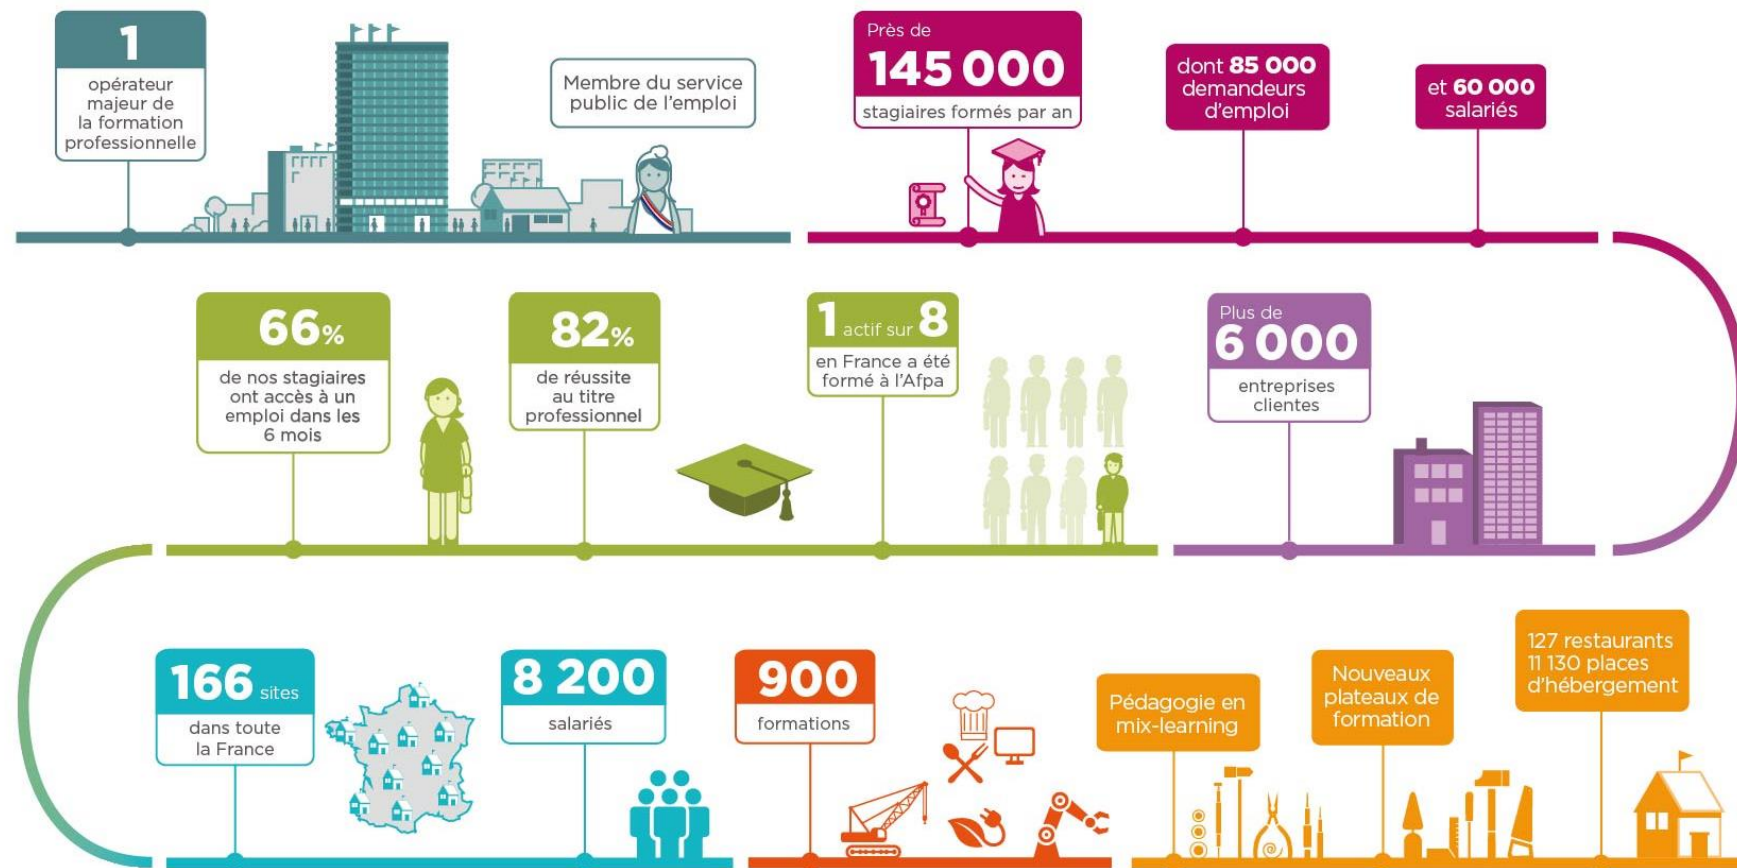 1
opérateur
majeur de
la formation
professionnelle
Membre du service
public de l'emploi
Près de
145 000
stagiaires formés par an
dont 85 000
demandeurs
d'emploi
et 60 000
salariés
66%
de nos stagiaires
ont accès à un
emploi dans les
6 mois
82%
de réussite
au titre
professionnel
1 actif sur 8
en France a été
formé à l'Afpa
Plus de
6 000
entreprises
clientes
166 sites
dans toute
la France
8 200
salariés
900
formations
Pédagogie en
mix-learning
Nouveaux
plateaux de
formation
127 restaurants
11 130 places
d'hébergement